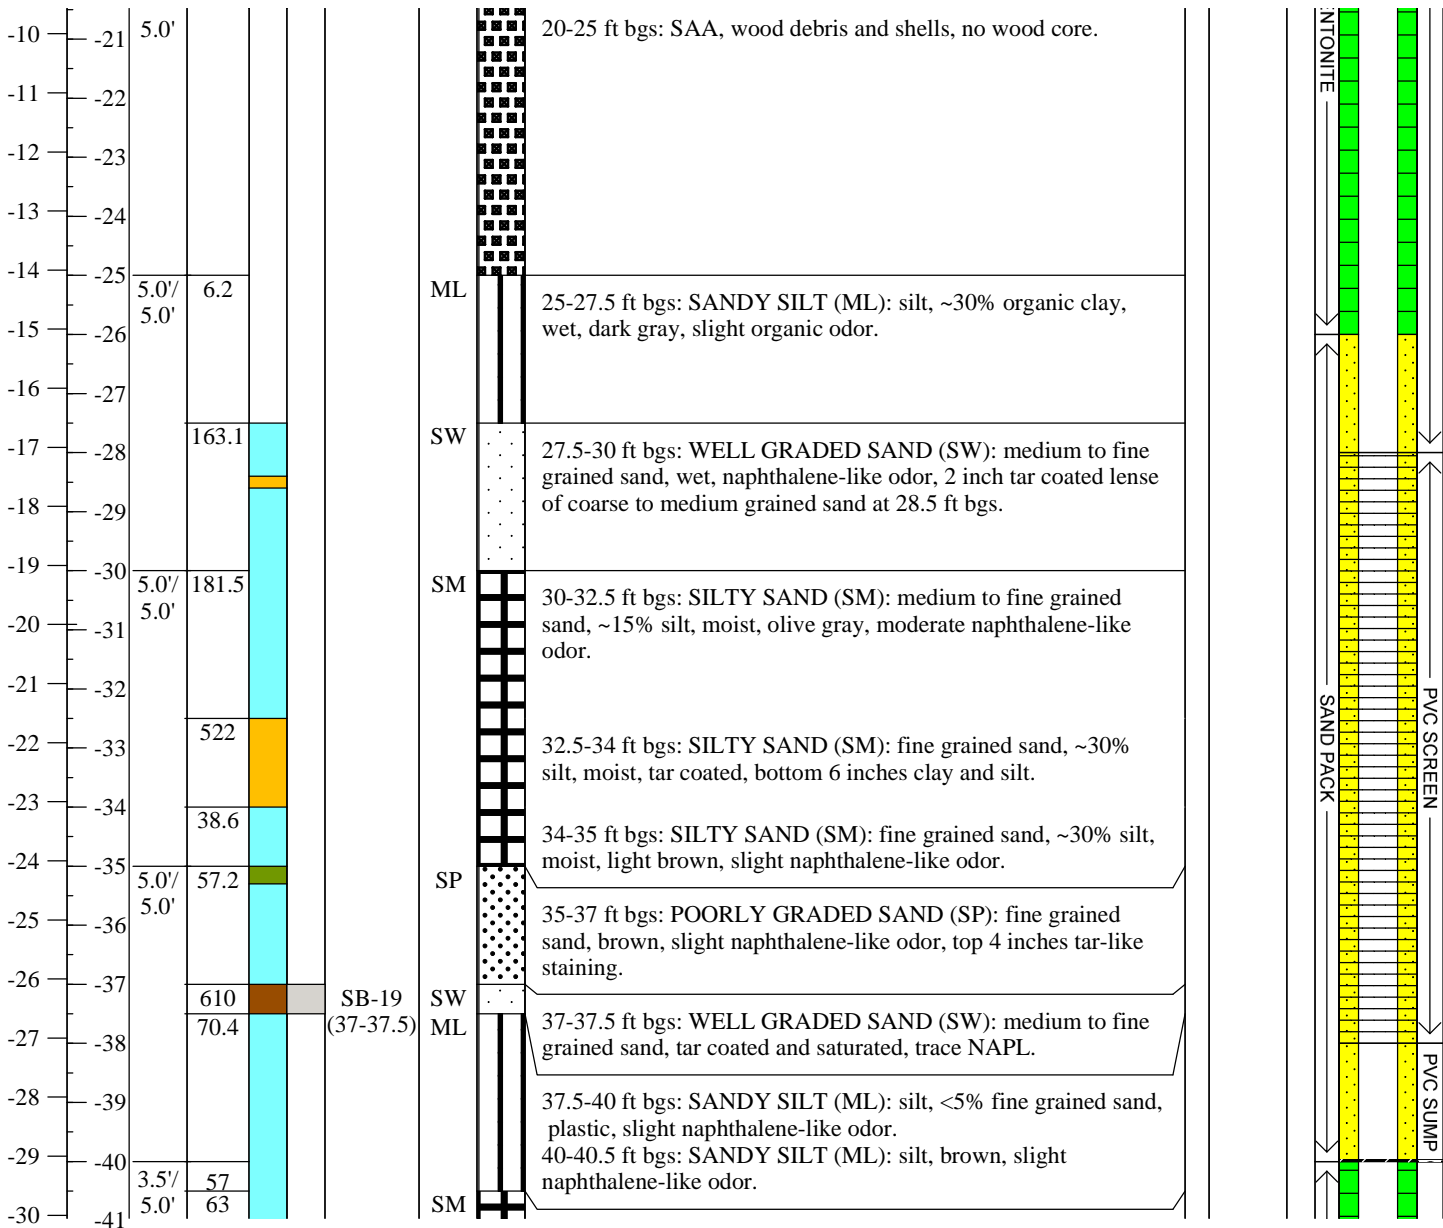 -10
-11
-12
-13
-14
-15
-16
-17
-18
-19
-20
-21
-22
-23
-24
-25
-26
-27
-28
-29
-30
-21
-22
-23
-24
-25
-26
-27
-28
-29
-30
-31
-32
-33
-34
-35
-36
-37
-38
-39
-40
-41
5.0'
5.0'/
5.0'
5.0'/
5.0'
5.0'/
5.0'
3.5'/
5.0'
6.2
163.1
181.5
522
38.6
57.2
610
70.4
57
63
SB-19
(37-37.5)
ML
SW
SM
SP
SW
ML
SM
20-25 ft bgs: SAA, wood debris and shells, no wood core.
25-27.5 ft bgs: SANDY SILT (ML): silt, ~30% organic clay,
wet, dark gray, slight organic odor.
27.5-30 ft bgs: WELL GRADED SAND (SW): medium to fine
grained sand, wet, naphthalene-like odor, 2 inch tar coated lense
of coarse to medium grained sand at 28.5 ft bgs.
30-32.5 ft bgs: SILTY SAND (SM): medium to fine grained
sand, ~15% silt, moist, olive gray, moderate naphthalene-like
odor.
32.5-34 ft bgs: SILTY SAND (SM): fine grained sand, ~30%
silt, moist, tar coated, bottom 6 inches clay and silt.
34-35 ft bgs: SILTY SAND (SM): fine grained sand, ~30% silt,
moist, light brown, slight naphthalene-like odor.
35-37 ft bgs: POORLY GRADED SAND (SP): fine grained
sand, brown, slight naphthalene-like odor, top 4 inches tar-like
staining.
37-37.5 ft bgs: WELL GRADED SAND (SW): medium to fine
grained sand, tar coated and saturated, trace NAPL.
37.5-40 ft bgs: SANDY SILT (ML): silt, <5% fine grained sand,
plastic, slight naphthalene-like odor.
40-40.5 ft bgs: SANDY SILT (ML): silt, brown, slight
naphthalene-like odor.
NTONITE
SAND PACK
PVC SCREEN
PVC SUMP